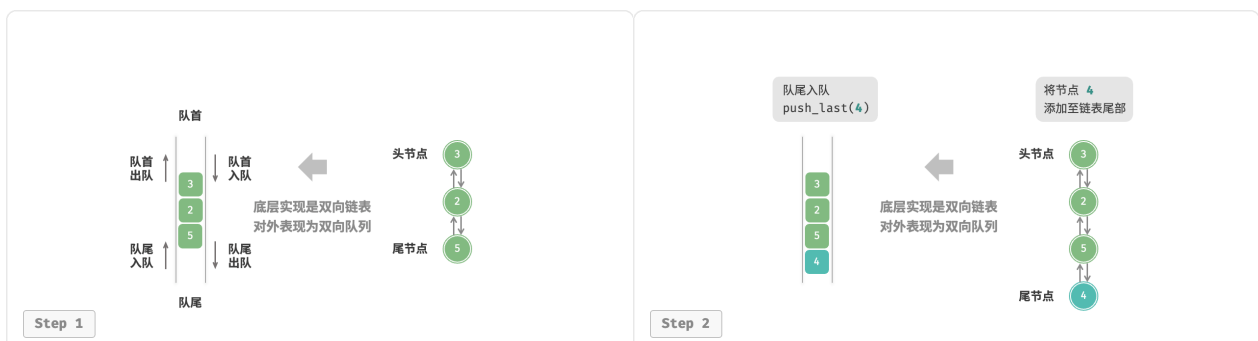 队首
队首
出队
队首
入队
3
2
5
队尾
入队
队尾
出队
队尾
底层实现是双向链表
对外表现为双向队列
头节点
3
2
尾节点
5
Step 1
队尾入队
push_last(4)
3
2
5
4
底层实现是双向链表
对外表现为双向队列
将节点 4
添加至链表尾部
头节点
3
2
5
尾节点
4
Step 2